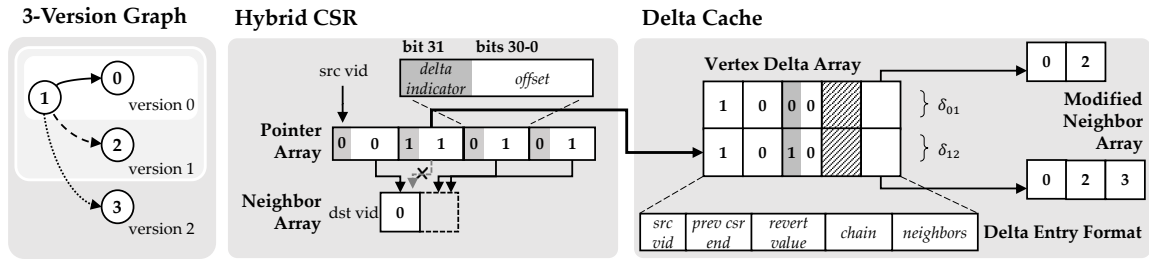 3-Version Graph
0
1
version 0
2
version 1
3
version 2
Hybrid CSR
bit 31 bits 30-0
src vid
delta indicator
offset
Pointer Array
0 0 1 1 0 1 0 1
Neighbor Array
dst vid
0
Delta Cache
Vertex Delta Array
1 0 0 0
δ01
1 0 1 0
δ12
0 2
Modified
Neighbor
Array
0 2 3
src vid
prev csr end
revert value
chain
neighbors
Delta Entry Format